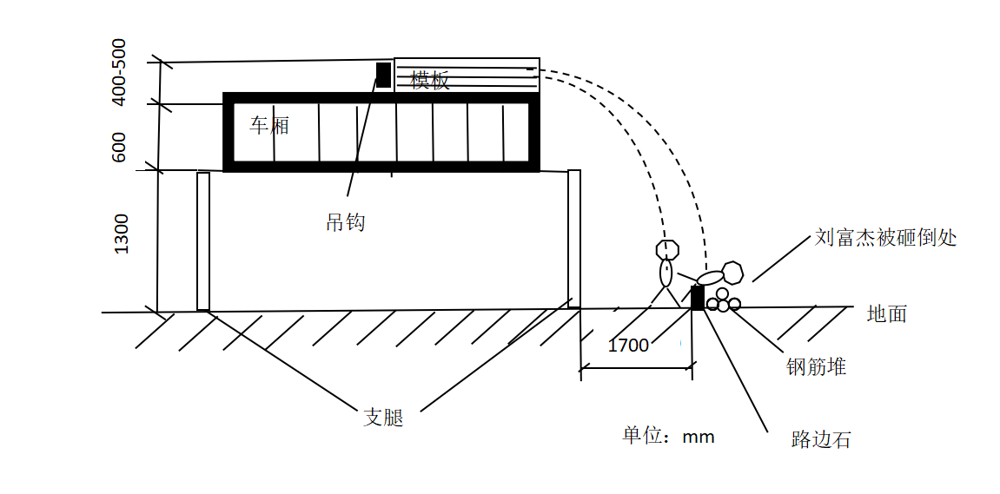 400-500
模板
车厢
600
吊钩
1300
刘富杰被砸倒处
地面
1700
钢筋堆
支腿
单位：mm
路边石